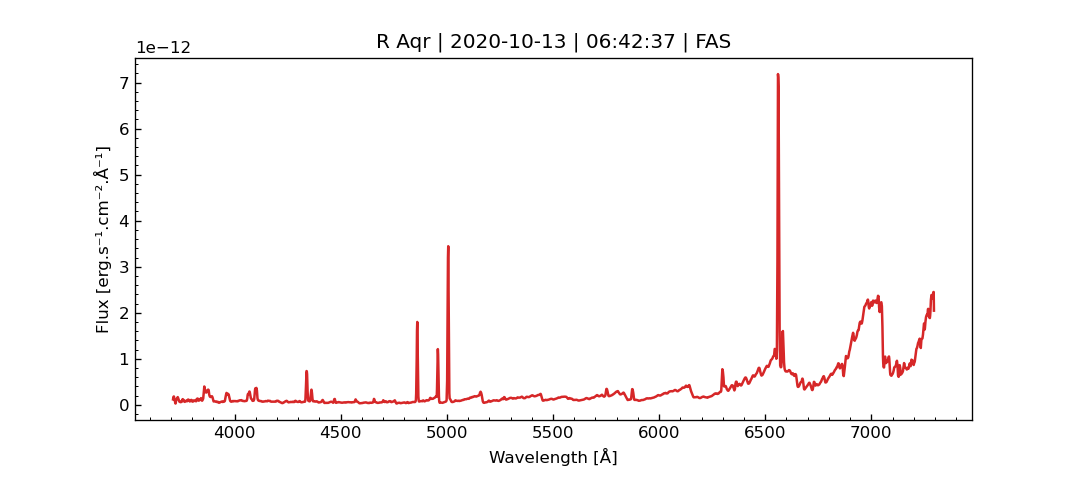 R Aqr | 2020-10-13 | 06:42:37 | FAS
1e−12
7
6
5
4
3
2
1
0
Flux [erg.s⁻¹.cm⁻².Å⁻¹]
4000 4500 5000 5500 6000 6500 7000
Wavelength [Å]